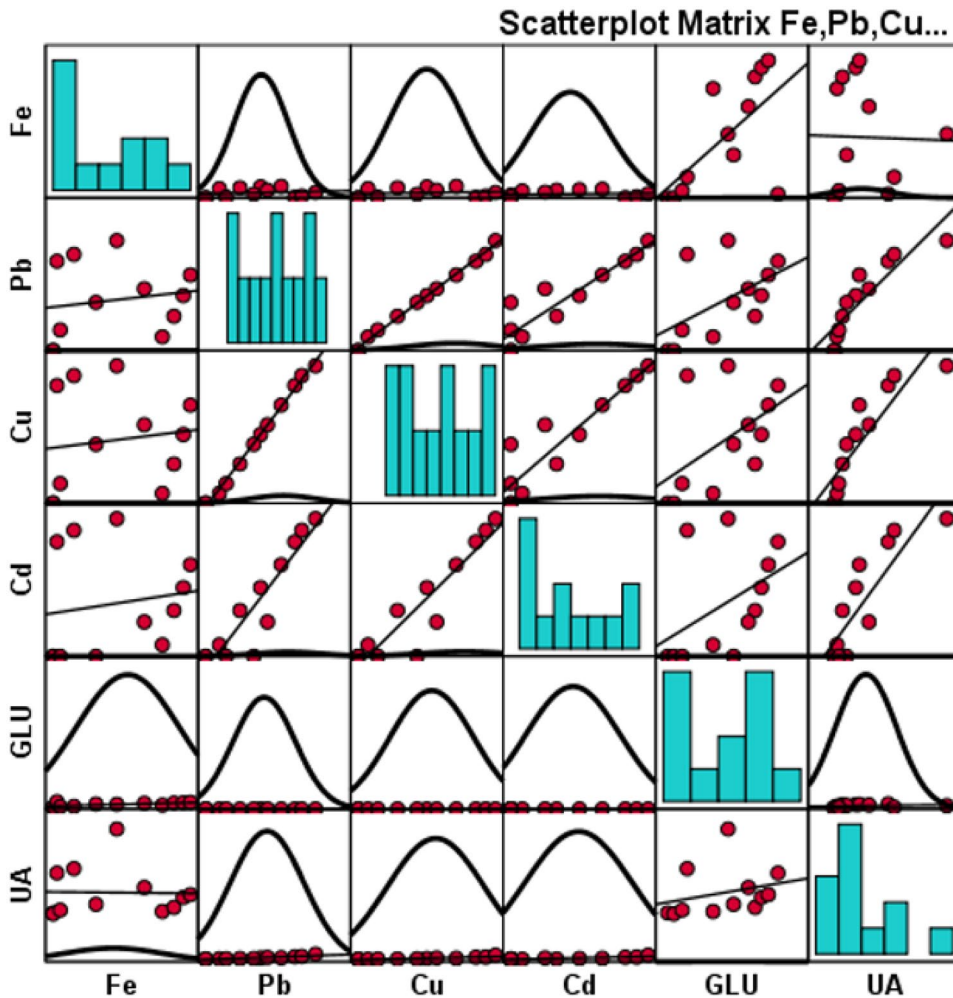 Scatterplot Matrix Fe,Pb,Cu...
Fe
Pb
Cu
Cd
GLU
UA
Fe Pb Cu Cd GLU UA